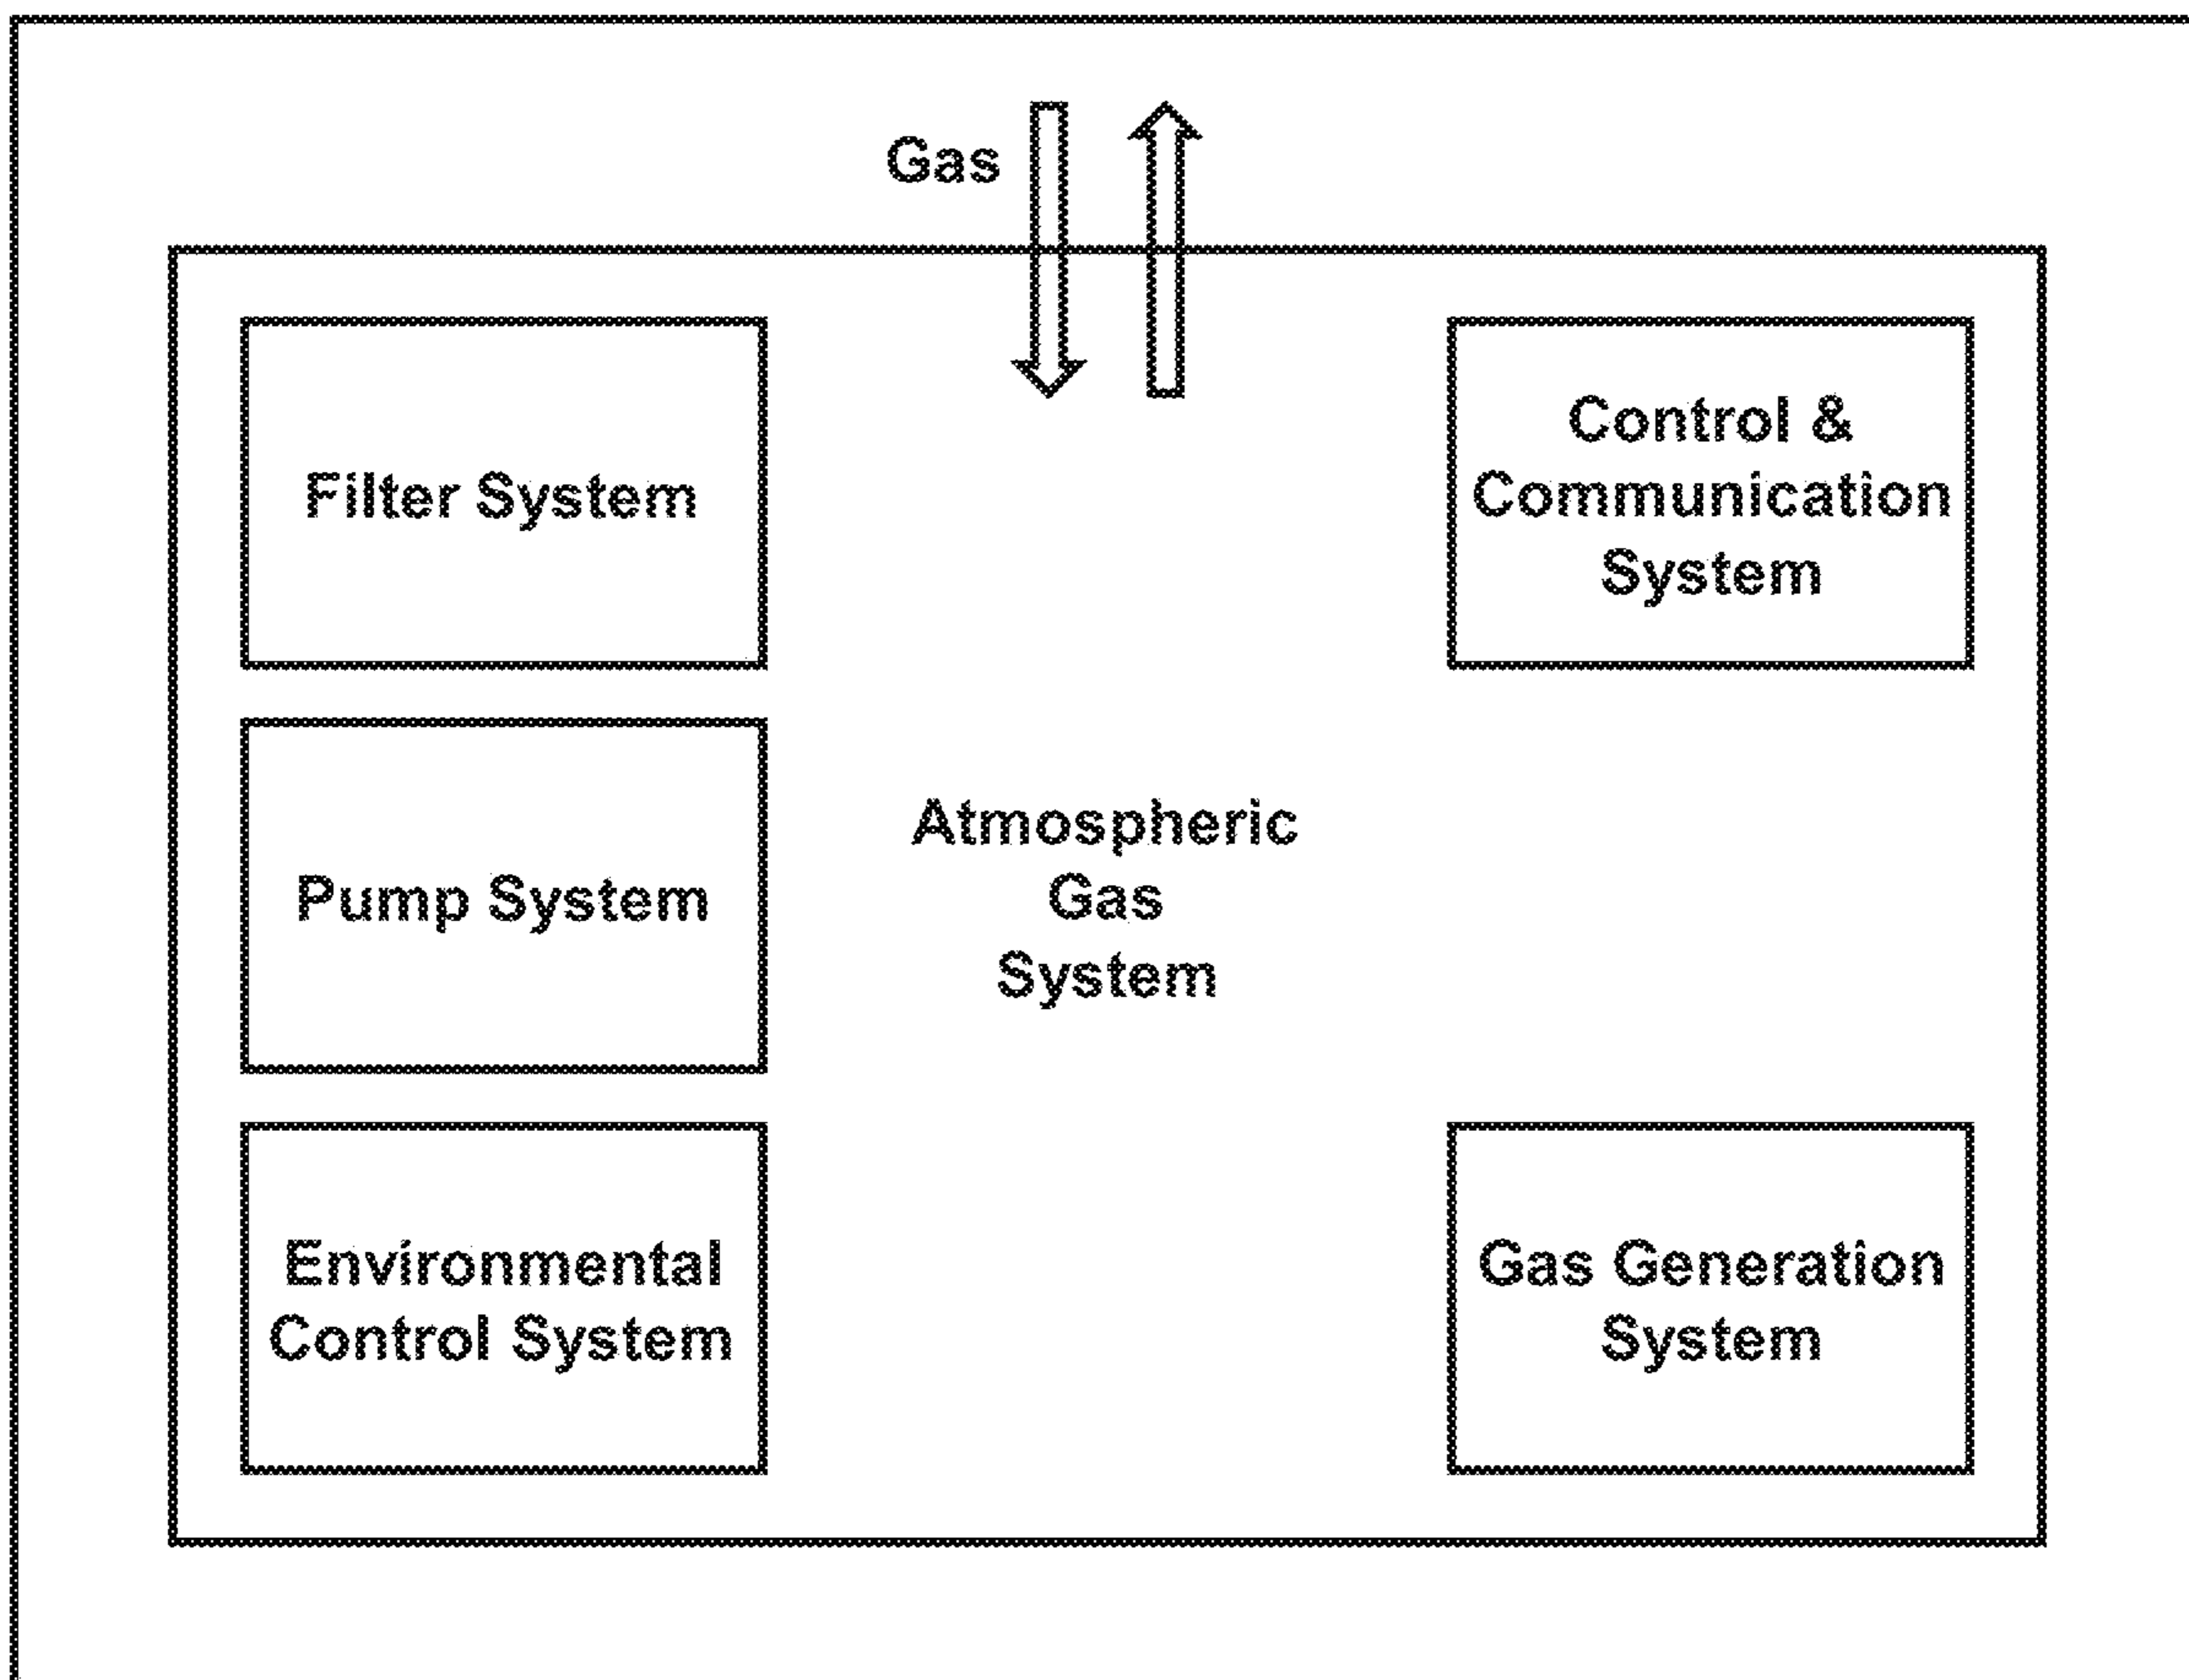 Gas
Filter System
Control &
Communication
System
Pump System
Atmospheric
Gas
System
Environmental
Control System
Gas Generation
System